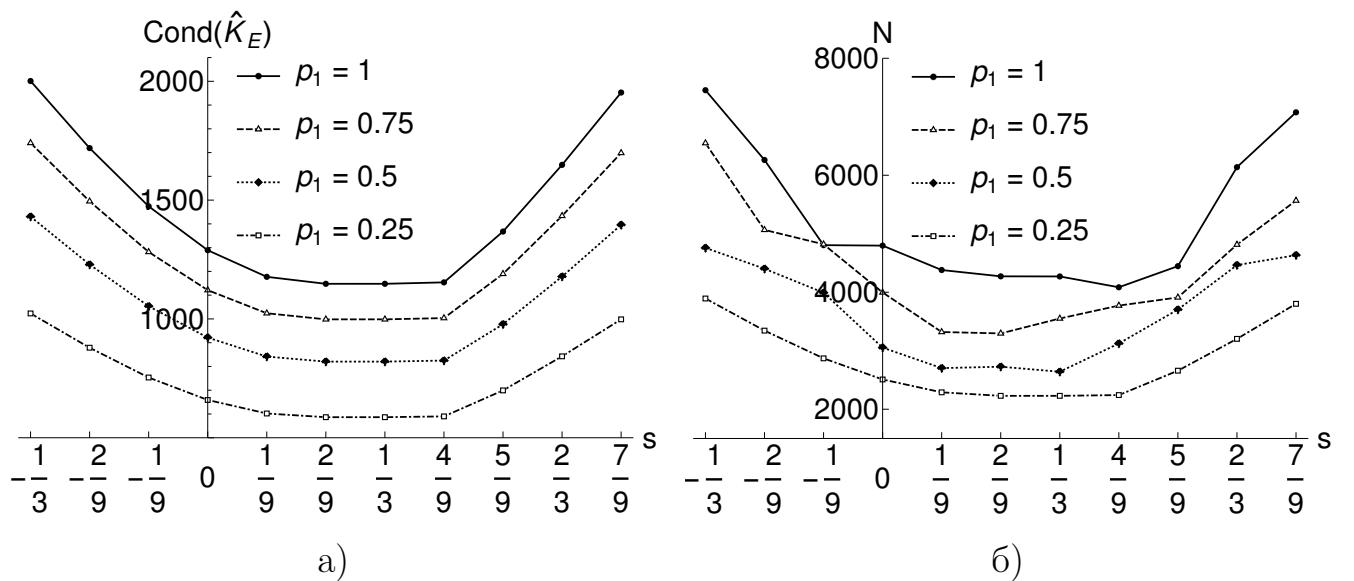 Cond(K̂_E)
2000
1500
1000
p₁ = 1
p₁ = 0.75
p₁ = 0.5
p₁ = 0.25
s
−1/3 −2/9 −1/9 0 1/9 2/9 1/3 4/9 5/9 2/3 7/9
а)
N
8000
6000
4000
2000
p₁ = 1
p₁ = 0.75
p₁ = 0.5
p₁ = 0.25
s
−1/3 −2/9 −1/9 0 1/9 2/9 1/3 4/9 5/9 2/3 7/9
б)